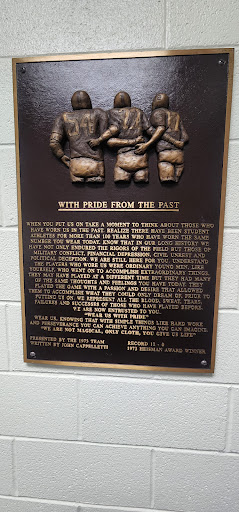 WITH PRIDE FROM THE PAST
WHEN YOU PUT US ON TAKE A MOMENT TO THINK ABOUT THOSE WHO
HAVE WORN US IN THE PAST. REALIZE THERE HAVE BEEN STUDENT
ATHLETES FOR MORE THAN 100 YEARS WHO HAVE WORN THE SAME
NUMBER YOU WEAR TODAY. KNOW THAT IN OUR LONG HISTORY WE
HAVE NOT ONLY ENDURED THE RIGORS OF THE FIELD BUT THOSE OF
MILITARY CONFLICT, FINANCIAL DEPRESSION, CIVIL UNREST AND
POLITICAL DECEPTION. WE ARE STILL HERE FOR YOU. UNDERSTAND
THE PLAYERS WHO WORE US WERE ORDINARY YOUNG MEN, LIKE
YOURSELF, WHO WENT ON TO ACCOMPLISH EXTRAORDINARY THINGS.
THEY MAY HAVE PLAYED AT A DIFFERENT TIME BUT THEY HAD MANY
OF THE SAME THOUGHTS AND FEELINGS YOU HAVE TODAY. THEY
PLAYED THE GAME WITH A PASSION AND DESIRE THAT ALLOWED
THEM TO ACCOMPLISH WHAT THEY COULD ONLY DREAM OF. PRIOR TO
PUTTING US ON, WE REPRESENT ALL THE BLOOD, SWEAT, TEARS,
FAILURES AND SUCCESSES OF THOSE WHO HAVE PLAYED BEFORE.
WE ARE NOW ENTRUSTED TO YOU.
"WEAR US WITH PRIDE"
WEAR US, KNOWING THAT WITH SIMPLE THINGS LIKE HARD WORK
AND PERSEVERANCE YOU CAN ACHIEVE ANYTHING YOU CAN IMAGINE.
"WE ARE NOT MAGICAL, ONLY CLOTH, YOU GIVE US LIFE"
PRESENTED BY THE 1973 TEAM RECORD 12 - 0
WRITTEN BY JOHN CAPPELLETTI 1973 HEISMAN AWARD WINNER